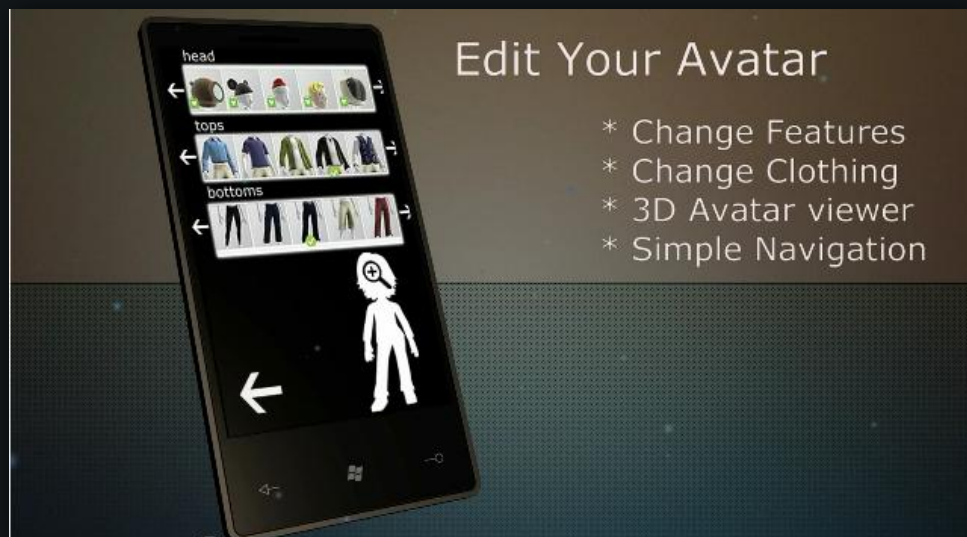 head
tops
bottoms
Edit Your Avatar
* Change Features
* Change Clothing
* 3D Avatar viewer
* Simple Navigation